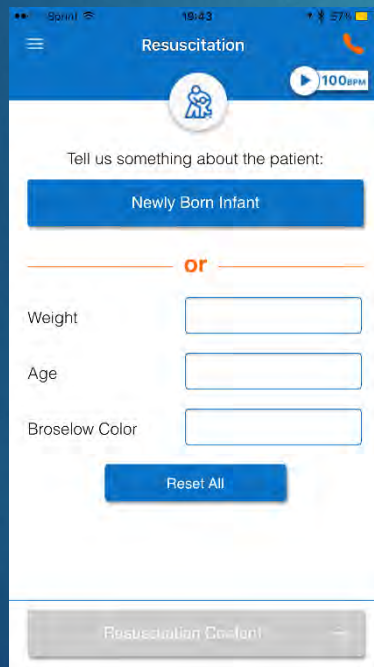 Sprint 19:43 57%
Resuscitation
100BPM
Tell us something about the patient:
Newly Born Infant
or
Weight
Age
Broselow Color
Reset All
Resuscitation Content